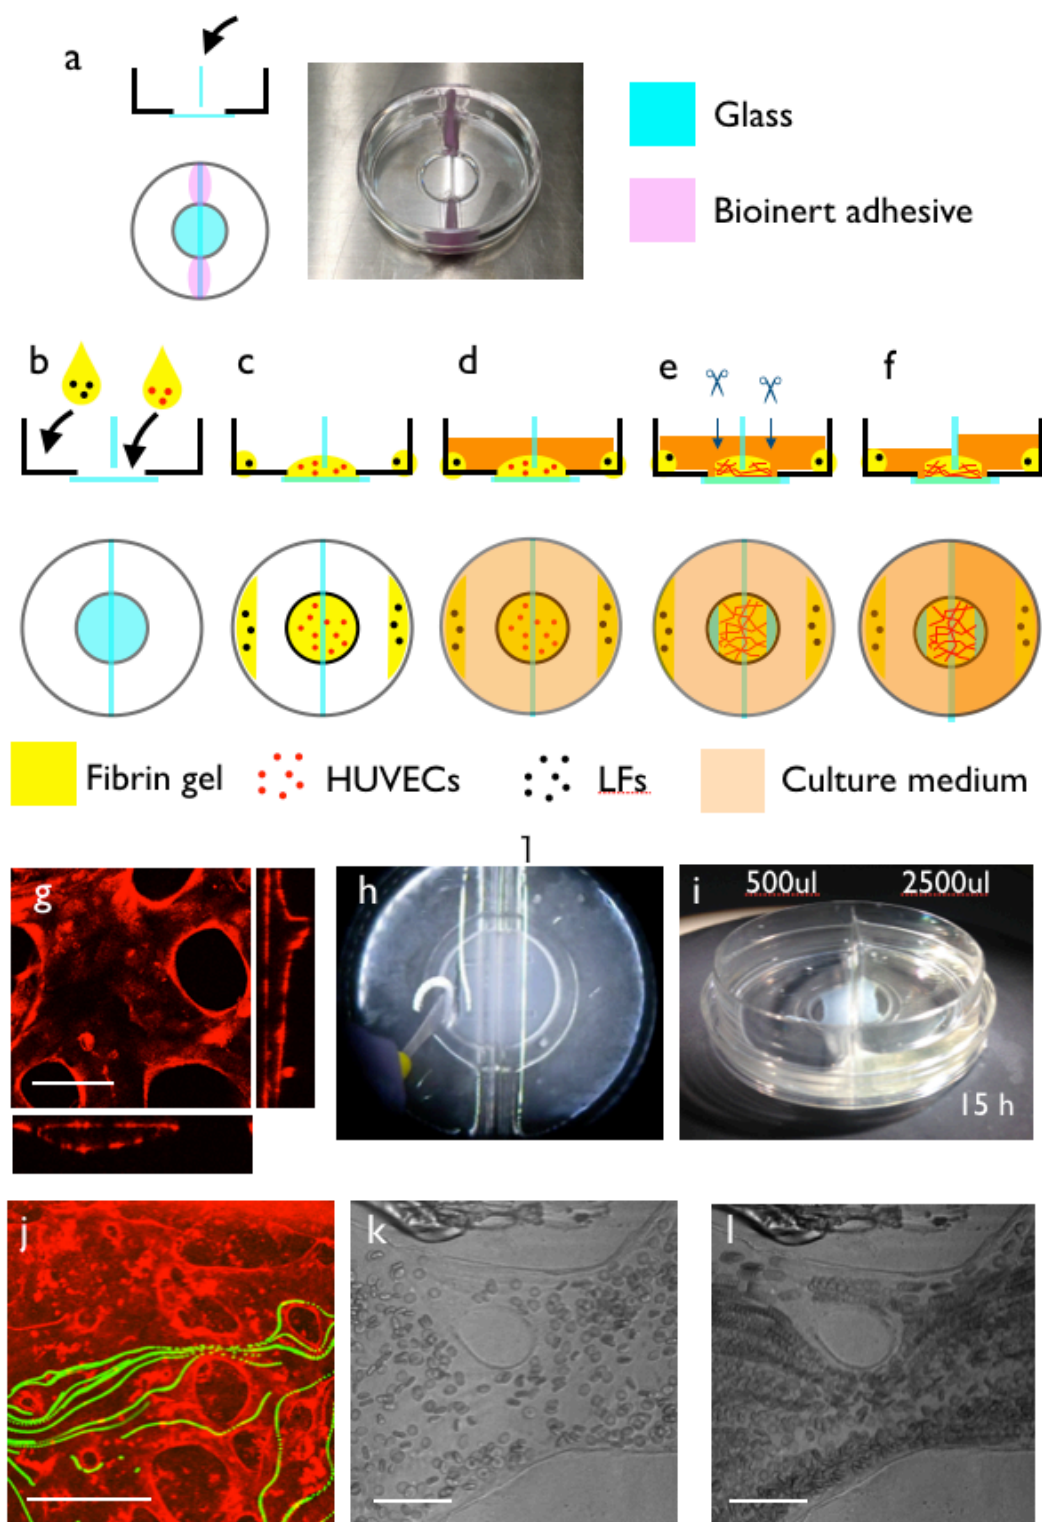 a
Glass
Bioinert adhesive
b
c
d
e
f
Fibrin gel
HUVECs
LFs
Culture medium
g
h
i
500ul
2500ul
15 h
j
k
l